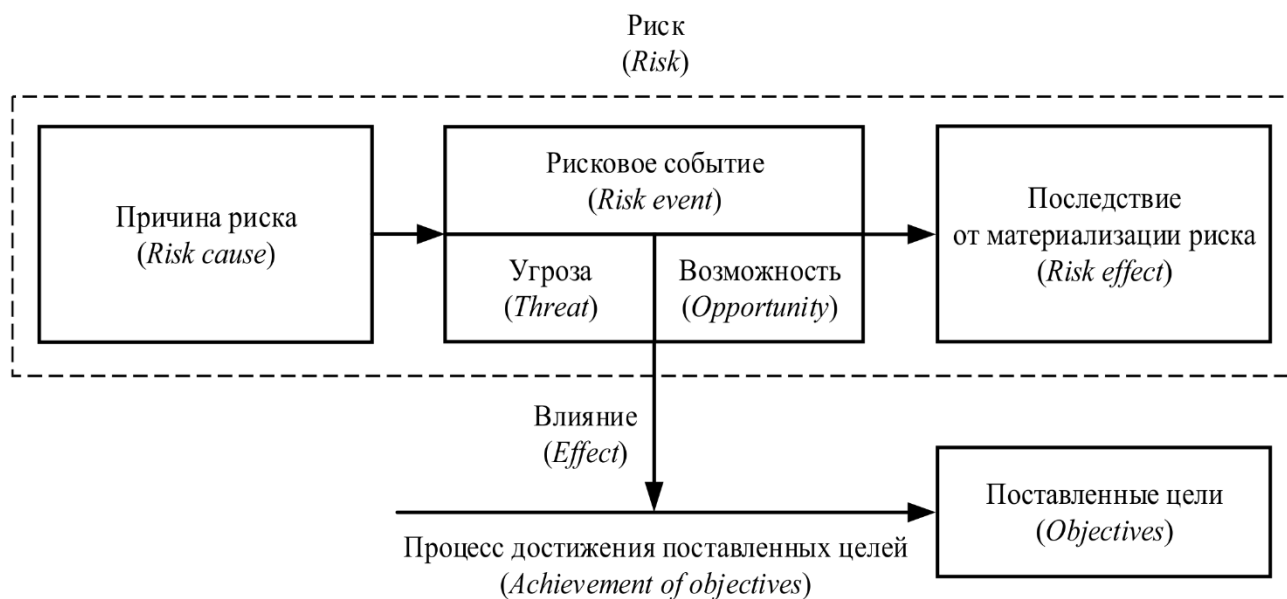 Риск
(Risk)
Причина риска
(Risk cause)
Рисковое событие
(Risk event)
Угроза
(Threat)
Возможность
(Opportunity)
Последствие
от материализации риска
(Risk effect)
Влияние
(Effect)
Процесс достижения поставленных целей
(Achievement of objectives)
Поставленные цели
(Objectives)